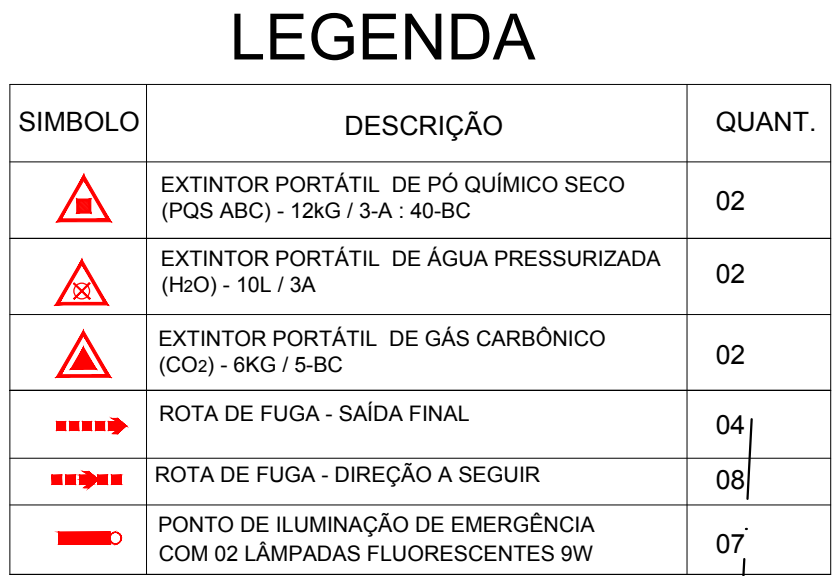 LEGENDA
SIMBOLO DESCRIÇÃO QUANT.
EXTINTOR PORTÁTIL DE PÓ QUÍMICO SECO
(PQS ABC) - 12kG / 3-A : 40-BC
02
EXTINTOR PORTÁTIL DE ÁGUA PRESSURIZADA
(H2O) - 10L / 3A
02
EXTINTOR PORTÁTIL DE GÁS CARBÔNICO
(CO2) - 6KG / 5-BC
02
ROTA DE FUGA - SAÍDA FINAL
04
ROTA DE FUGA - DIREÇÃO A SEGUIR
08
PONTO DE ILUMINAÇÃO DE EMERGÊNCIA
COM 02 LÂMPADAS FLUORESCENTES 9W
07